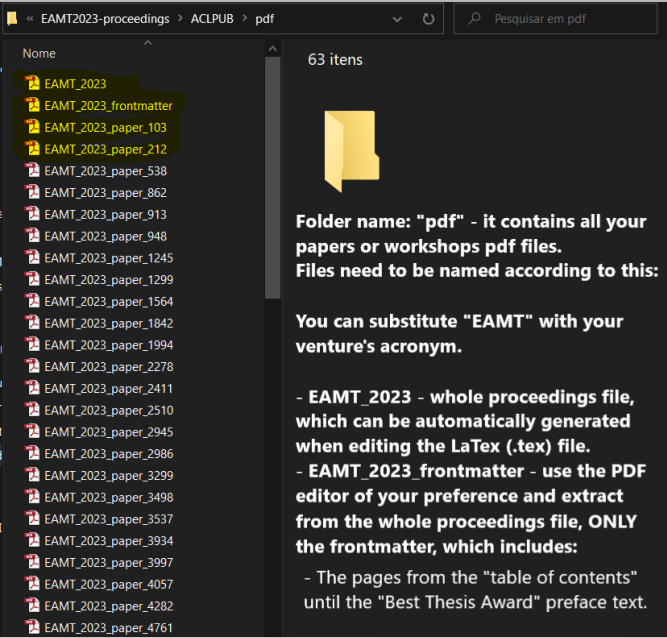 « EAMT2023-proceedings > ACLPUB > pdf
Pesquisar em pdf
Nome
EAMT_2023
EAMT_2023_frontmatter
EAMT_2023_paper_103
EAMT_2023_paper_212
EAMT_2023_paper_538
EAMT_2023_paper_862
EAMT_2023_paper_913
EAMT_2023_paper_948
EAMT_2023_paper_1245
EAMT_2023_paper_1299
EAMT_2023_paper_1564
EAMT_2023_paper_1842
EAMT_2023_paper_1994
EAMT_2023_paper_2278
EAMT_2023_paper_2411
EAMT_2023_paper_2510
EAMT_2023_paper_2945
EAMT_2023_paper_2986
EAMT_2023_paper_3299
EAMT_2023_paper_3498
EAMT_2023_paper_3537
EAMT_2023_paper_3934
EAMT_2023_paper_3997
EAMT_2023_paper_4057
EAMT_2023_paper_4282
EAMT_2023_paper_4761
63 itens
Folder name: "pdf" - it contains all your
papers or workshops pdf files.
Files need to be named according to this:
You can substitute "EAMT" with your
venture's acronym.
- EAMT_2023 - whole proceedings file,
which can be automatically generated
when editing the LaTex (.tex) file.
- EAMT_2023_frontmatter - use the PDF
editor of your preference and extract
from the whole proceedings file, ONLY
the frontmatter, which includes:
- The pages from the "table of contents"
until the "Best Thesis Award" preface text.